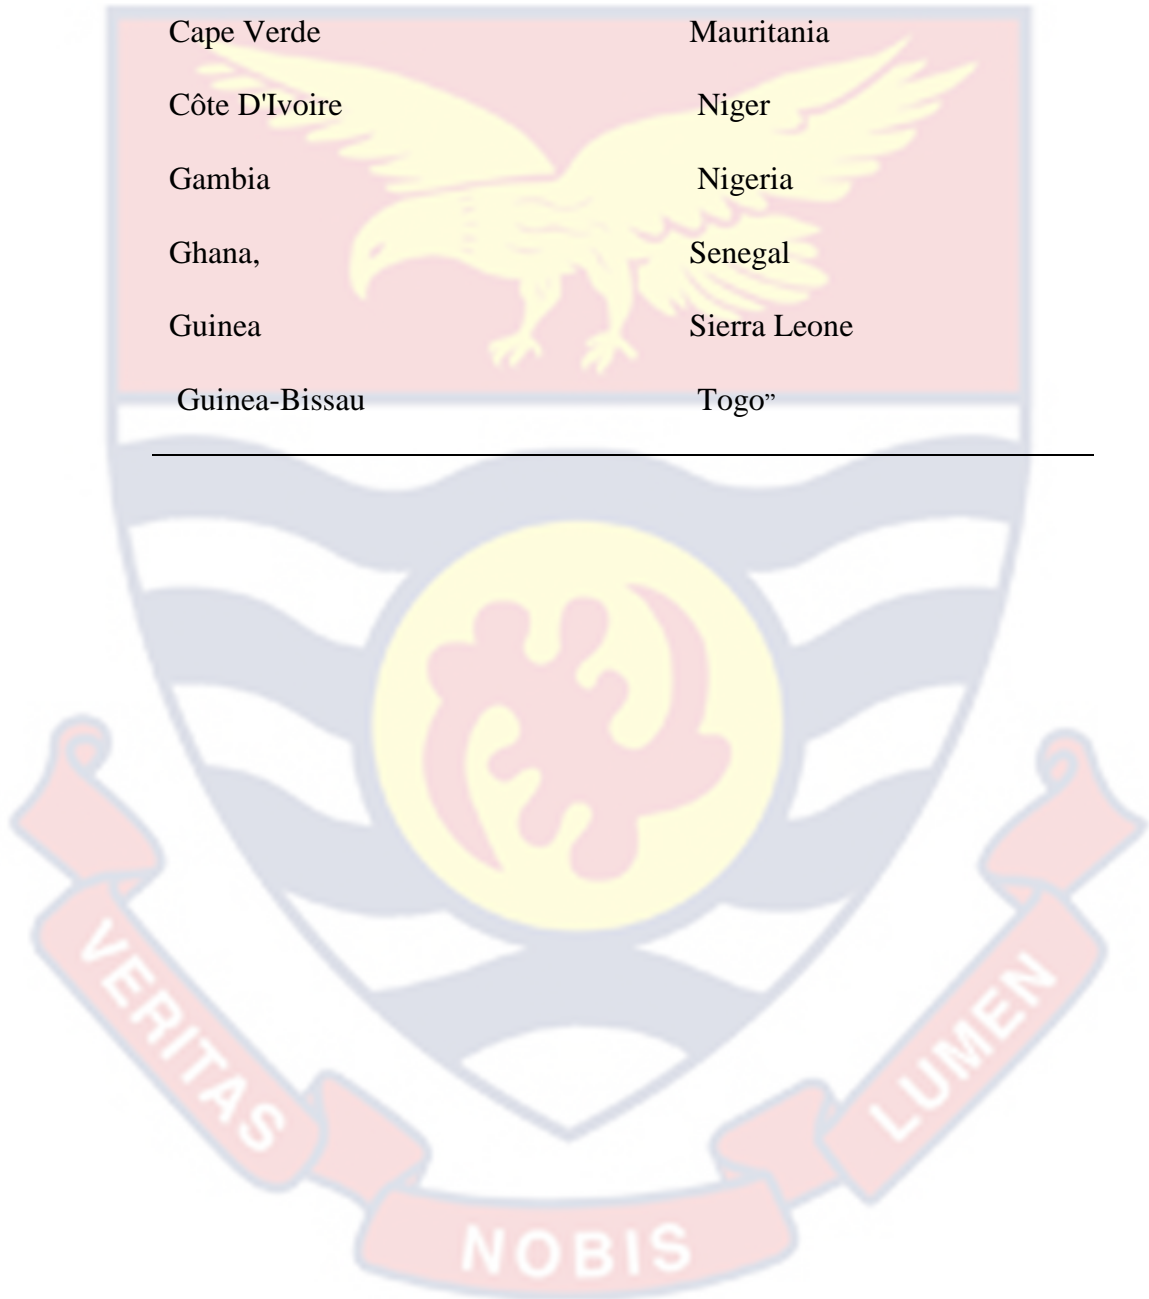 Cape Verde Mauritania
Côte D'Ivoire Niger
Gambia Nigeria
Ghana, Senegal
Guinea Sierra Leone
Guinea-Bissau Togo”
VERITAS
NOBIS
LUMEN